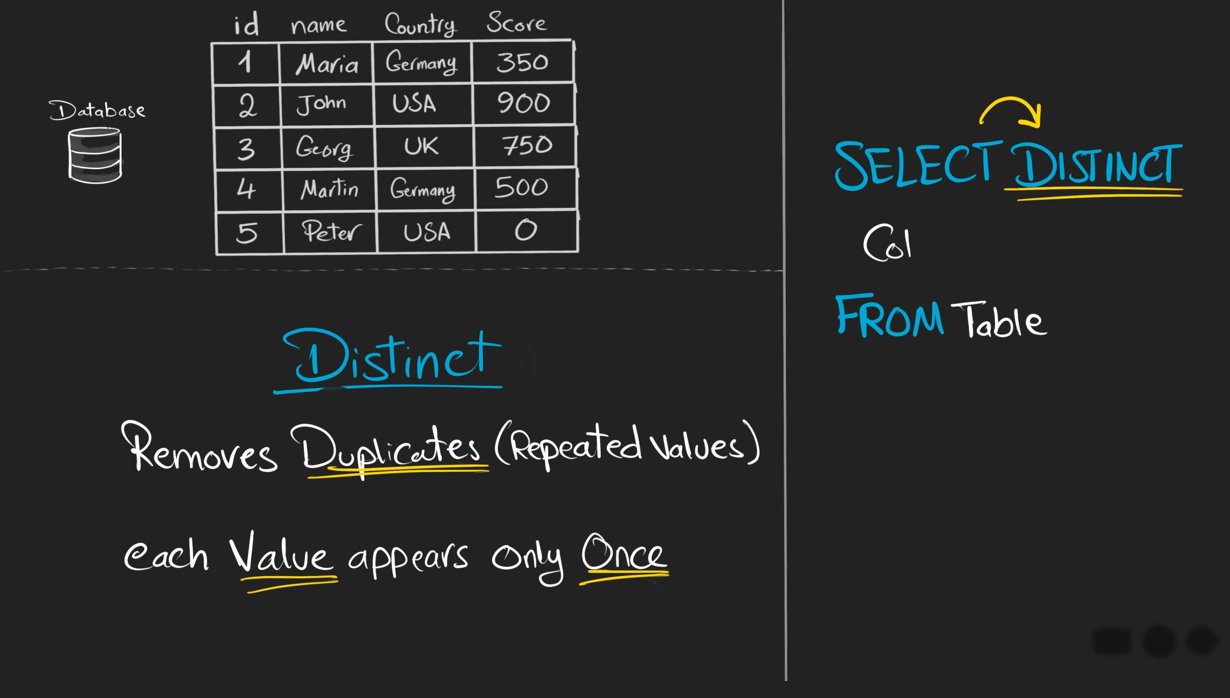 id name Country Score
1 Maria Germany 350
2 John USA 900
3 Georg UK 750
4 Martin Germany 500
5 Peter USA 0
Database
Distinct
Removes Duplicates (Repeated Values)
each Value appears Only Once
SELECT DISTINCT
Col
FROM Table